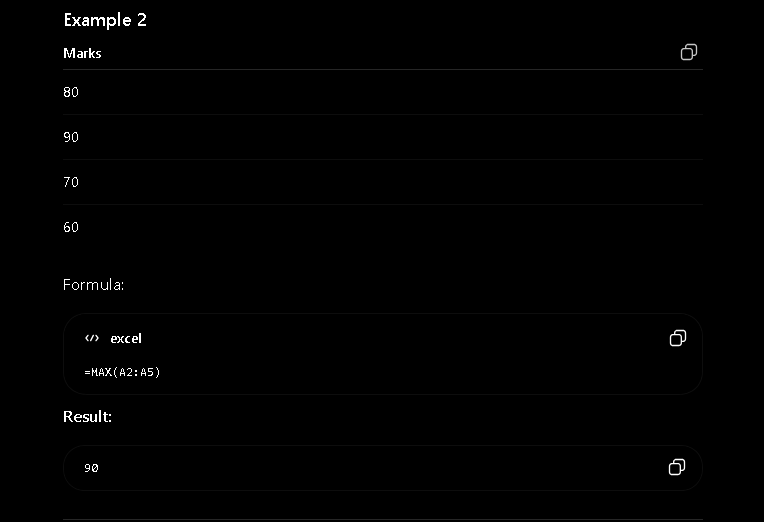 Example 2
Marks
80
90
70
60
Formula:
excel
=MAX(A2:A5)
Result:
90